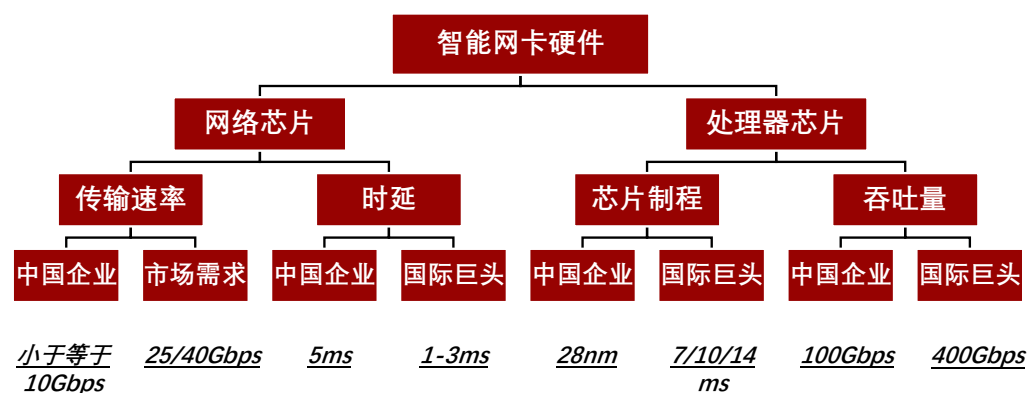 智能网卡硬件
网络芯片
处理器芯片
传输速率
时延
芯片制程
吞吐量
中国企业
市场需求
中国企业
国际巨头
中国企业
国际巨头
中国企业
国际巨头
小于等于
10Gbps
25/40Gbps
5ms
1-3ms
28nm
7/10/14
ms
100Gbps
400Gbps